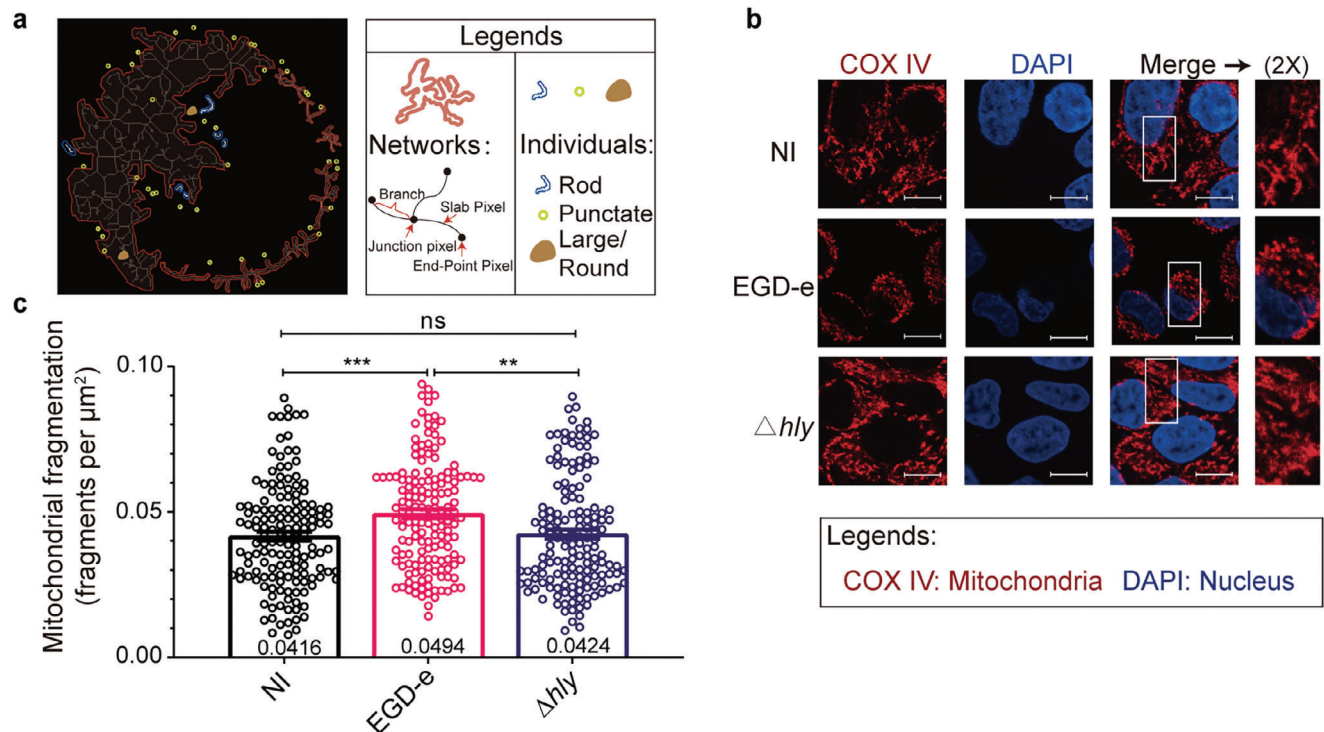 a
Legends
Networks:
Branch
Slab Pixel
Junction pixel
End-Point Pixel
Individuals:
Rod
Punctate
Large/
Round
b
COX IV
DAPI
Merge → (2X)
NI
EGD-e
△hly
Legends:
COX IV: Mitochondria DAPI: Nucleus
c
Mitochondrial fragmentation
(fragments per µm²)
ns
*** **
0.10
0.05
0.00
0.0416 0.0494 0.0424
NI EGD-e Δhly